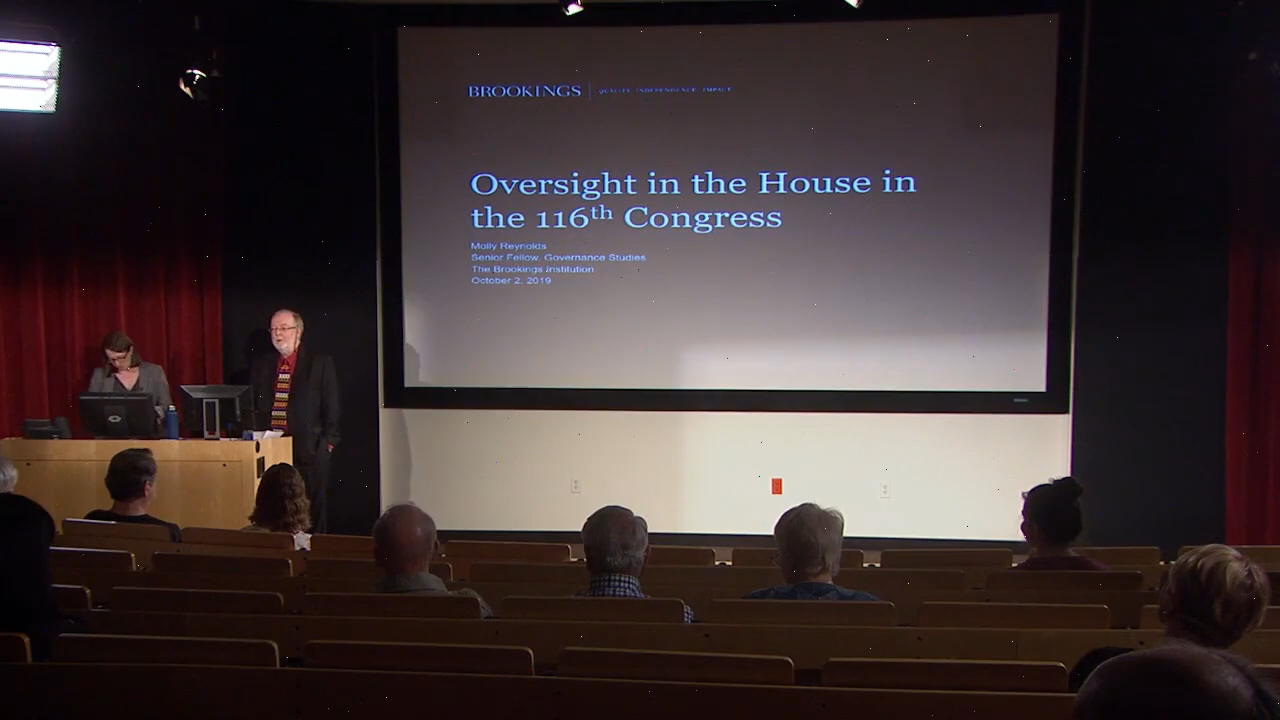 BROOKINGS QUALITY. INDEPENDENCE. IMPACT.
Oversight in the House in
the 116th Congress
Molly Reynolds
Senior Fellow, Governance Studies
The Brookings Institution
October 2, 2019